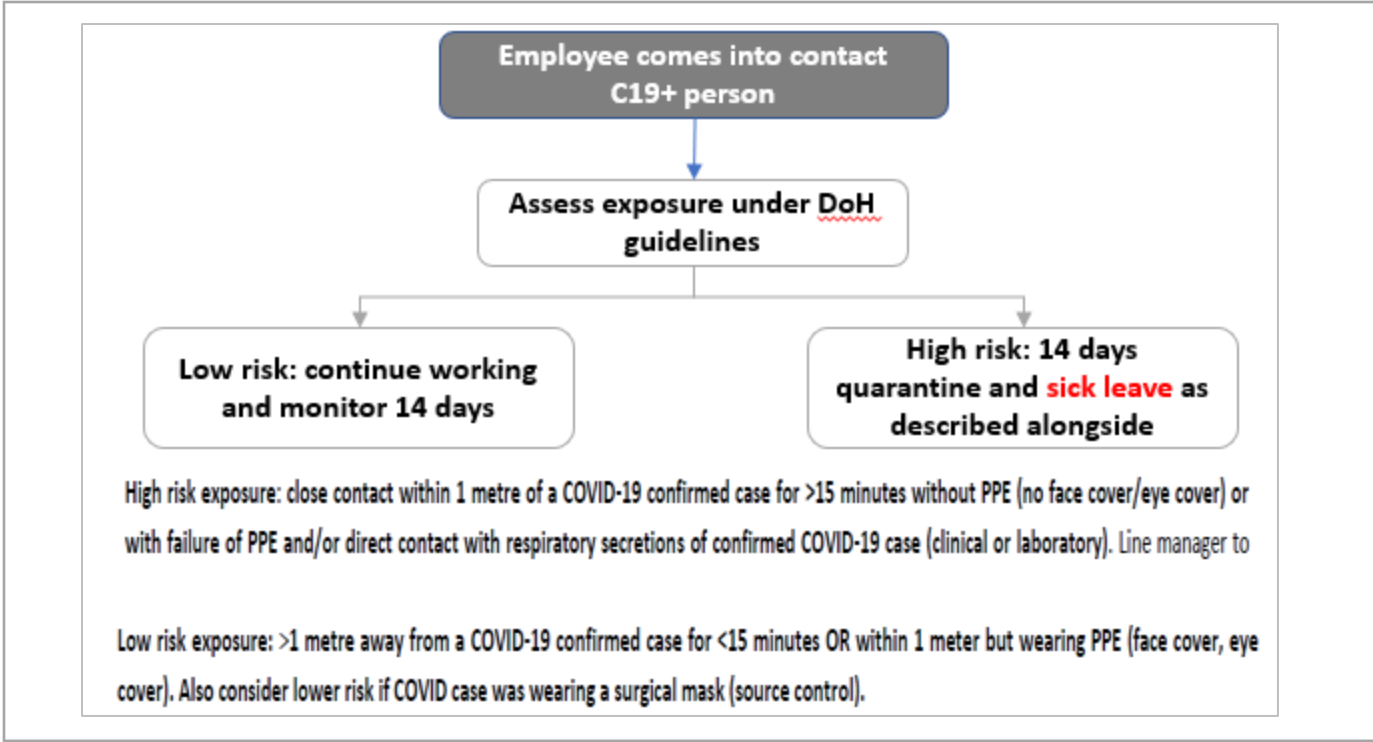 Employee comes into contact
C19+ person
Assess exposure under DoH
guidelines
Low risk: continue working
and monitor 14 days
High risk: 14 days
quarantine and sick leave as
described alongside
High risk exposure: close contact within 1 metre of a COVID-19 confirmed case for >15 minutes without PPE (no face cover/eye cover) or
with failure of PPE and/or direct contact with respiratory secretions of confirmed COVID-19 case (clinical or laboratory). Line manager to
Low risk exposure: >1 metre away from a COVID-19 confirmed case for <15 minutes OR within 1 meter but wearing PPE (face cover, eye
cover). Also consider lower risk if COVID case was wearing a surgical mask (source control).